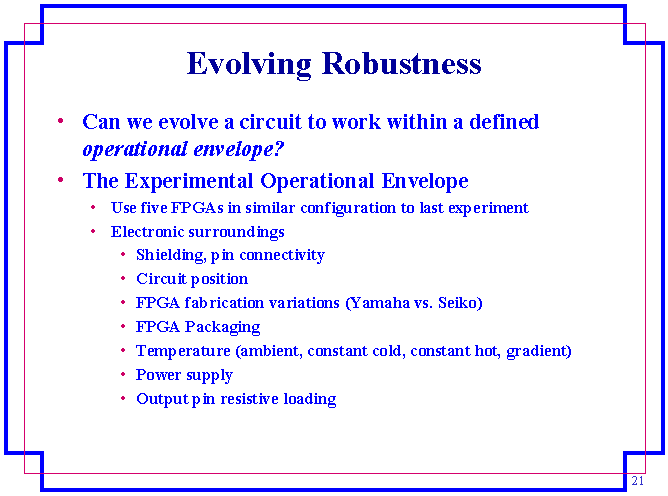 Evolving Robustness
• Can we evolve a circuit to work within a defined
operational envelope?
• The Experimental Operational Envelope
• Use five FPGAs in similar configuration to last experiment
• Electronic surroundings
• Shielding, pin connectivity
• Circuit position
• FPGA fabrication variations (Yamaha vs. Seiko)
• FPGA Packaging
• Temperature (ambient, constant cold, constant hot, gradient)
• Power supply
• Output pin resistive loading
21